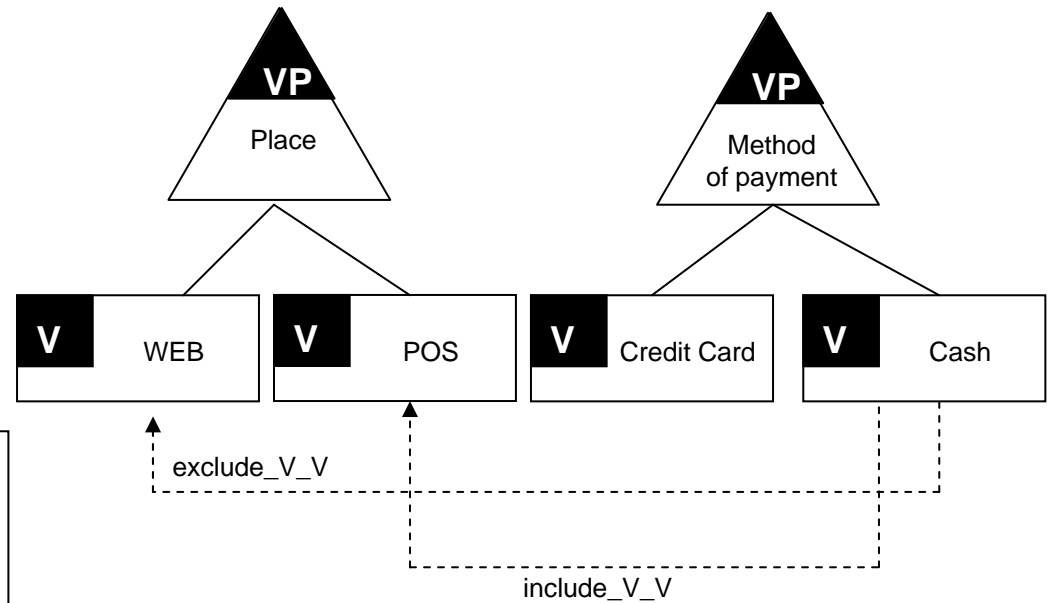 VP
Place
VP
Method
of payment
V
WEB
V
POS
V
Credit Card
V
Cash
exclude_V_V
include_V_V